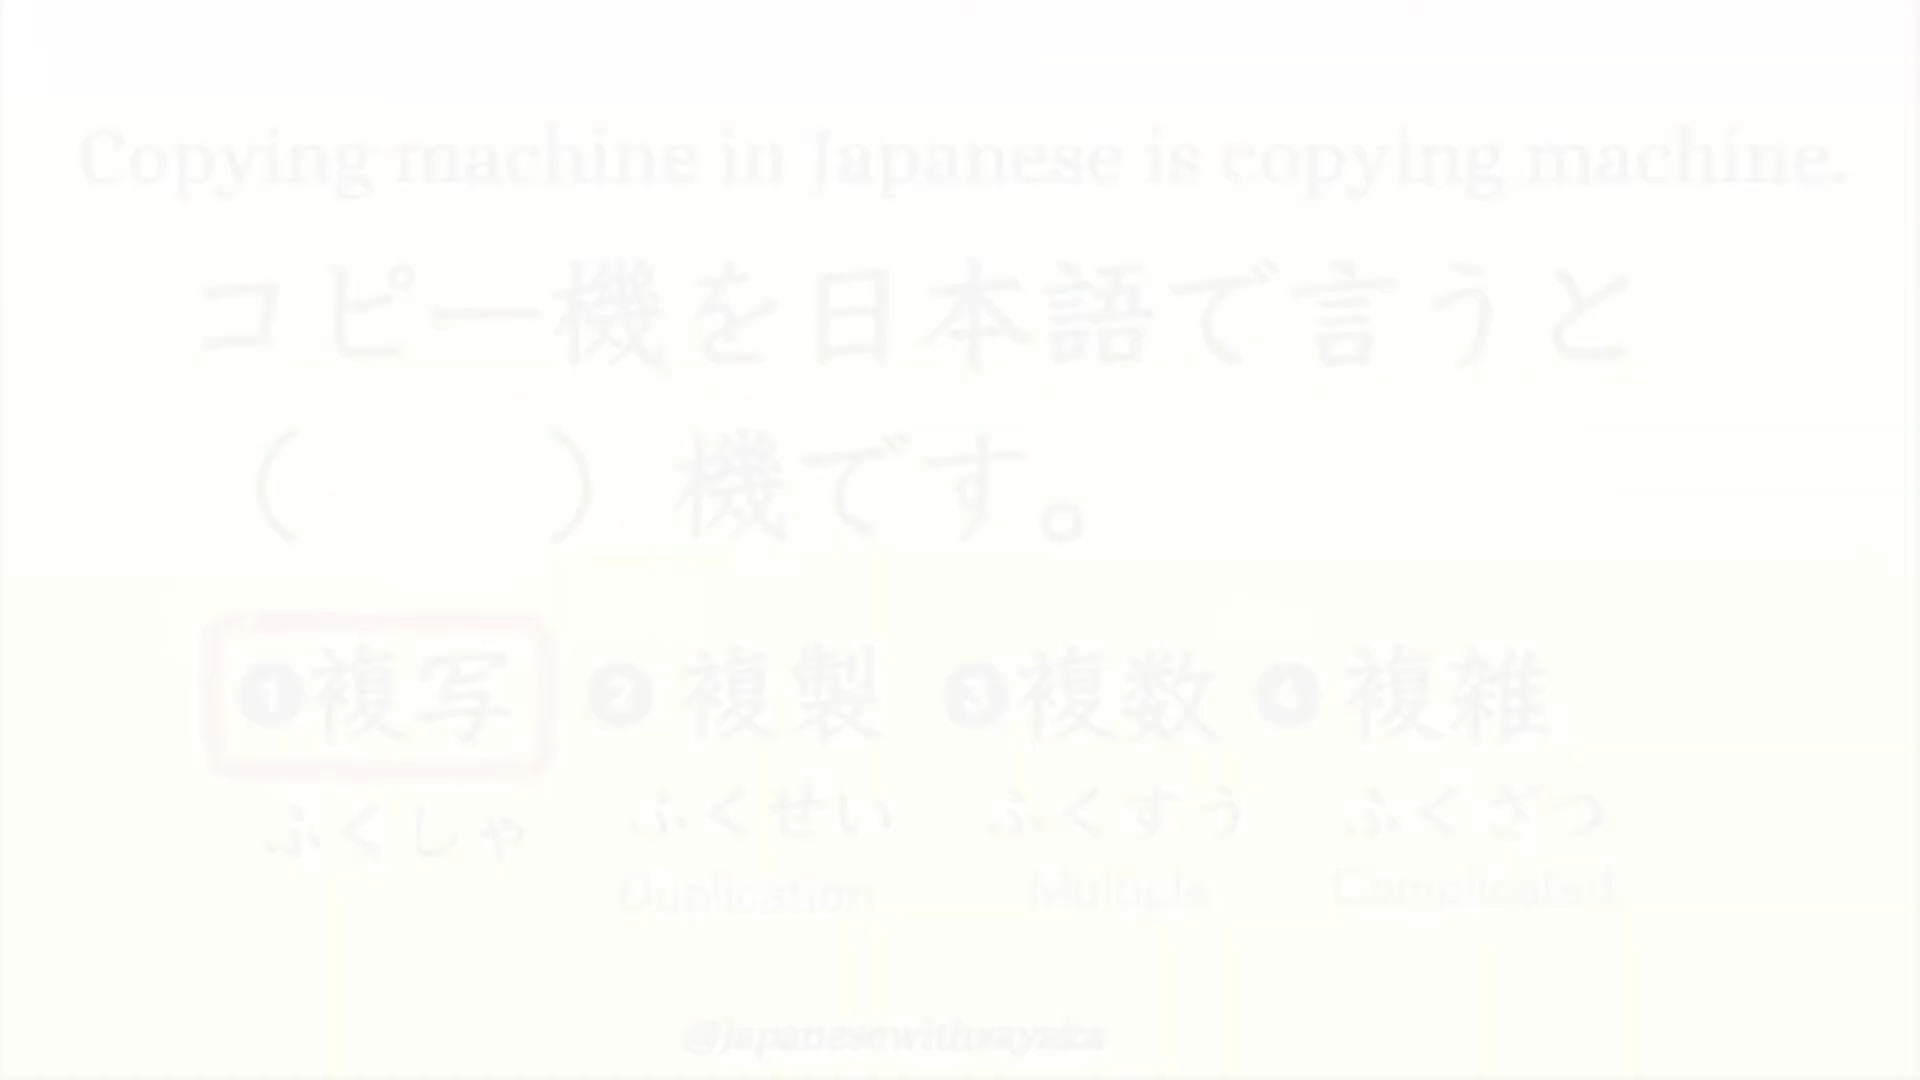 Copying machine in Japanese is copying machine.
コピー機を日本語で言うと
（　　）機です。
❶複写 ❷複製 ❸複数 ❹複雑
ふくしゃ ふくせい ふくすう ふくざつ
Duplication Multiple Complicated
@japanesewithsayaka